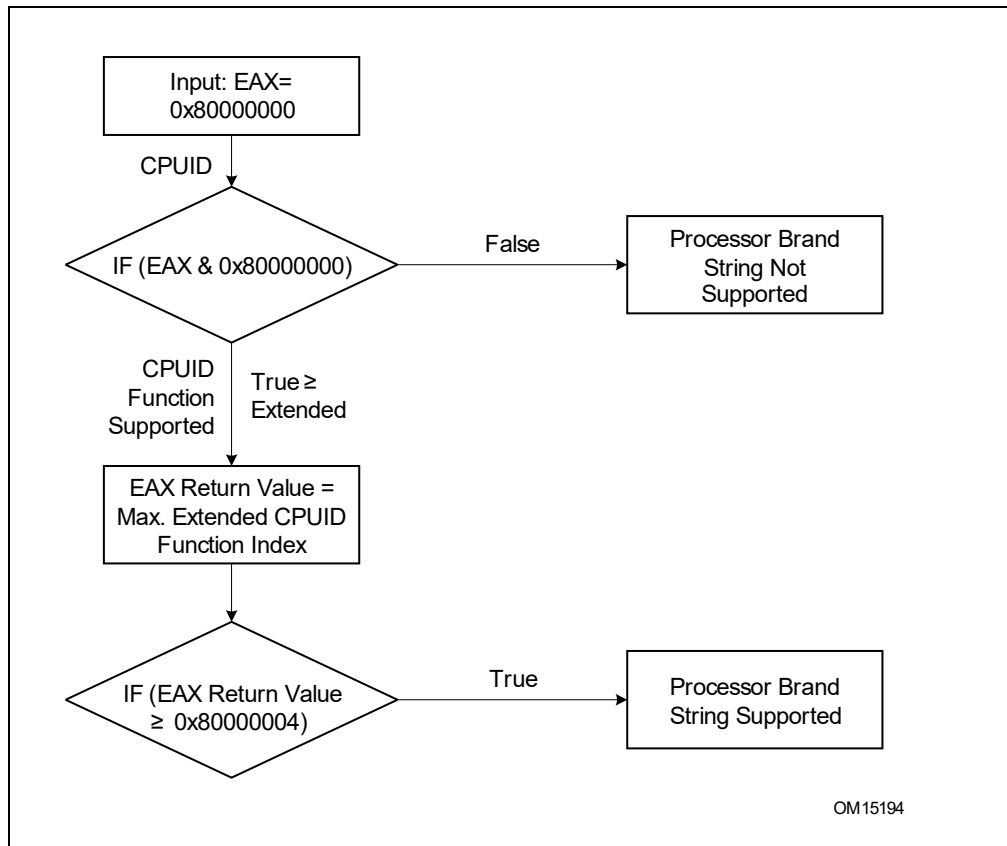 Input: EAX=
0x80000000
CPUID
IF (EAX & 0x80000000)
False
Processor Brand
String Not
Supported
CPUID
Function
Supported
True ≥
Extended
EAX Return Value =
Max. Extended CPUID
Function Index
IF (EAX Return Value
≥ 0x80000004)
True
Processor Brand
String Supported
OM15194